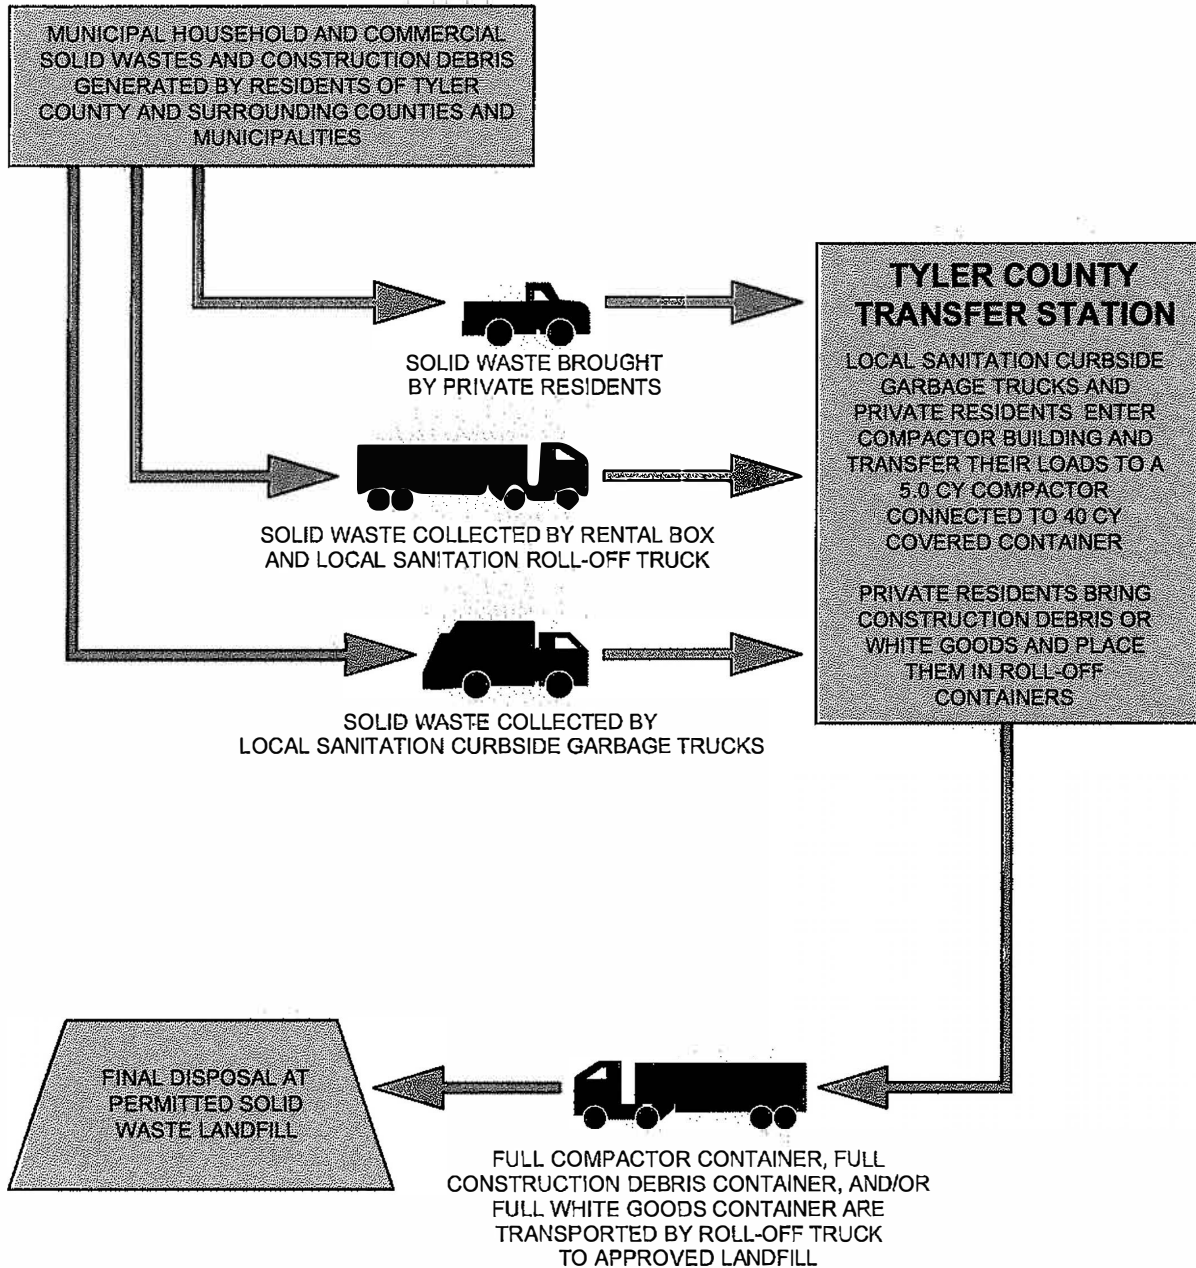 MUNICIPAL HOUSEHOLD AND COMMERCIAL
SOLID WASTES AND CONSTRUCTION DEBRIS
GENERATED BY RESIDENTS OF TYLER
COUNTY AND SURROUNDING COUNTIES AND
MUNICIPALITIES
SOLID WASTE BROUGHT
BY PRIVATE RESIDENTS
SOLID WASTE COLLECTED BY RENTAL BOX
AND LOCAL SANITATION ROLL-OFF TRUCK
SOLID WASTE COLLECTED BY
LOCAL SANITATION CURBSIDE GARBAGE TRUCKS
TYLER COUNTY
TRANSFER STATION
LOCAL SANITATION CURBSIDE
GARBAGE TRUCKS AND
PRIVATE RESIDENTS ENTER
COMPACTOR BUILDING AND
TRANSFER THEIR LOADS TO A
5.0 CY COMPACTOR
CONNECTED TO 40 CY
COVERED CONTAINER
PRIVATE RESIDENTS BRING
CONSTRUCTION DEBRIS OR
WHITE GOODS AND PLACE
THEM IN ROLL-OFF
CONTAINERS
FULL COMPACTOR CONTAINER, FULL
CONSTRUCTION DEBRIS CONTAINER, AND/OR
FULL WHITE GOODS CONTAINER ARE
TRANSPORTED BY ROLL-OFF TRUCK
TO APPROVED LANDFILL
FINAL DISPOSAL AT
PERMITTED SOLID
WASTE LANDFILL